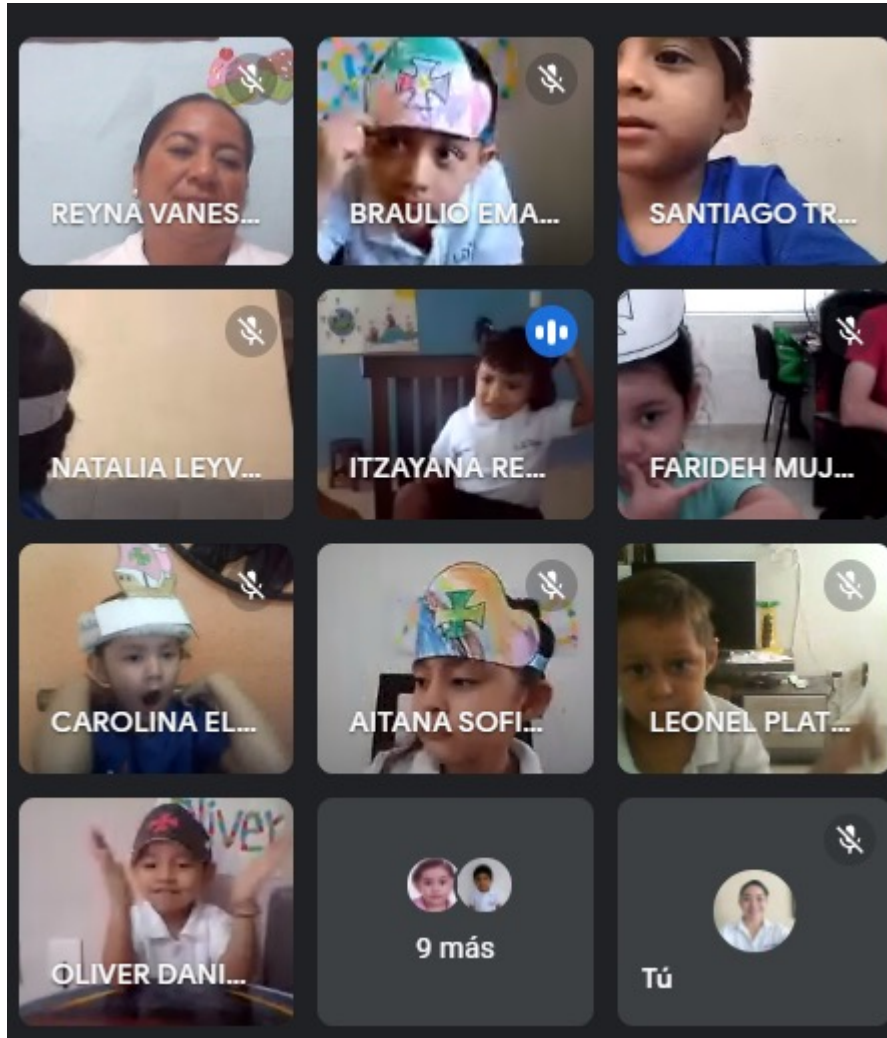 REYNA VANES...
BRAULIO EMA...
SANTIAGO TR...
NATALIA LEYV...
ITZAYANA RE...
FARIDEH MUJ...
CAROLINA EL...
AITANA SOFI...
LEONEL PLAT...
Oliver
OLIVER DANI...
9 más
Tú